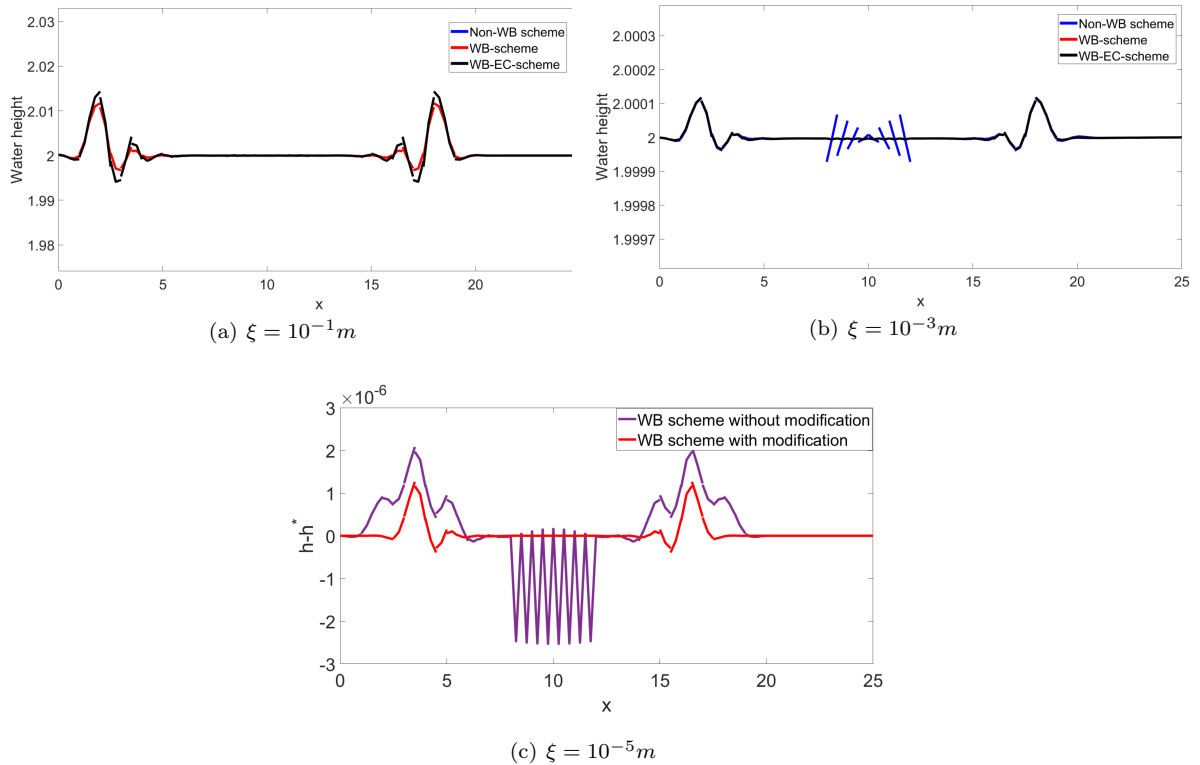 2.03
2.02
2.01
2
1.99
1.98
Water height
Non-WB scheme
WB-scheme
WB-EC-scheme
0 5 10 15 20
x
(a) ξ = 10⁻¹m
2.0003
2.0002
2.0001
2
1.9999
1.9998
1.9997
Water height
Non-WB scheme
WB-scheme
WB-EC-scheme
0 5 10 15 20 25
x
(b) ξ = 10⁻³m
×10⁻⁶
3
2
1
0
-1
-2
-3
h-h*
WB scheme without modification
WB scheme with modification
0 5 10 15 20 25
x
(c) ξ = 10⁻⁵m